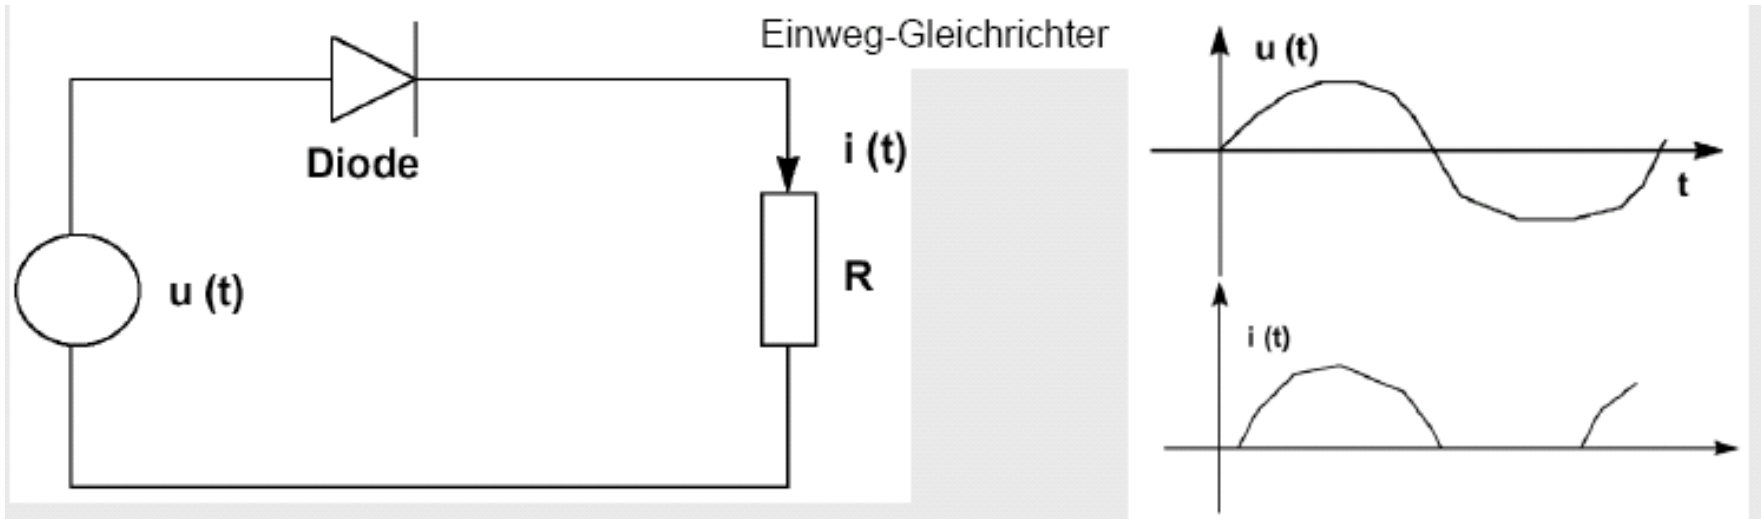 Einweg-Gleichrichter
Diode
i (t)
R
u (t)
u (t)
t
i (t)